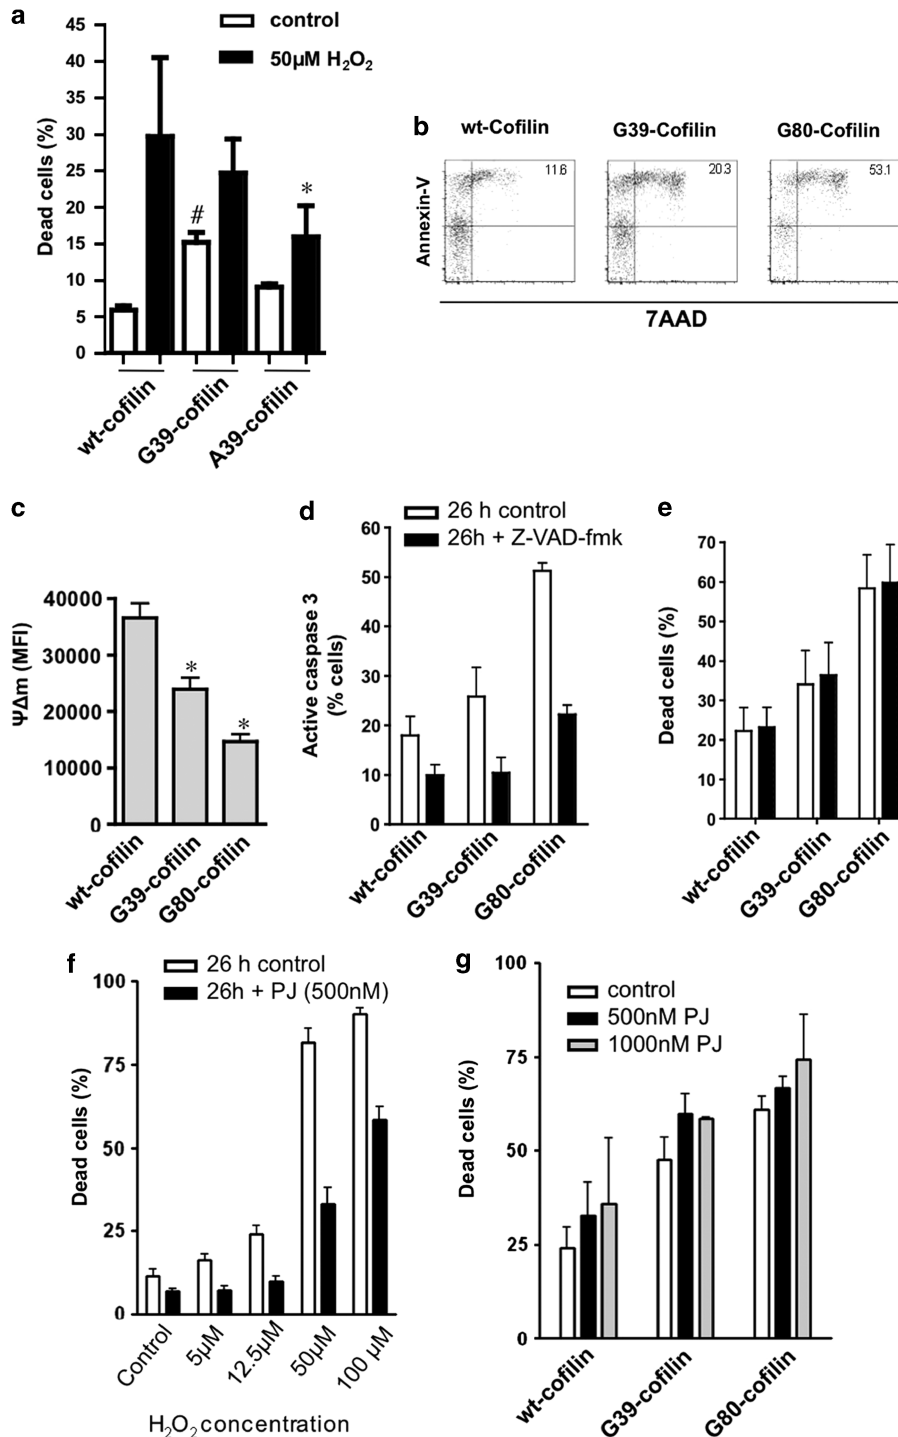 a
control
50µM H₂O₂
Dead cells (%)
45
40
35
30
25
20
15
10
5
0
#
*
wt-cofilin
G39-cofilin
A39-cofilin
b
wt-Cofilin
G39-Cofilin
G80-Cofilin
11.6
20.3
53.1
Annexin-V
7AAD
c
ΨΔm (MFI)
40000
30000
20000
10000
0
*
*
wt-cofilin
G39-cofilin
G80-cofilin
d
26 h control
26h + Z-VAD-fmk
Active caspase 3
(% cells)
60
50
30
20
10
0
wt-cofilin
G39-cofilin
G80-cofilin
e
Dead cells (%)
70
60
50
40
30
20
10
0
wt-cofilin
G39-cofilin
G80-cofilin
f
26 h control
26h + PJ (500nM)
Dead cells (%)
100
75
50
25
0
Control
5µM
12.5µM
50µM
100 µM
H₂O₂ concentration
g
control
500nM PJ
1000nM PJ
Dead cells (%)
100
75
50
25
0
wt-cofilin
G39-cofilin
G80-cofilin